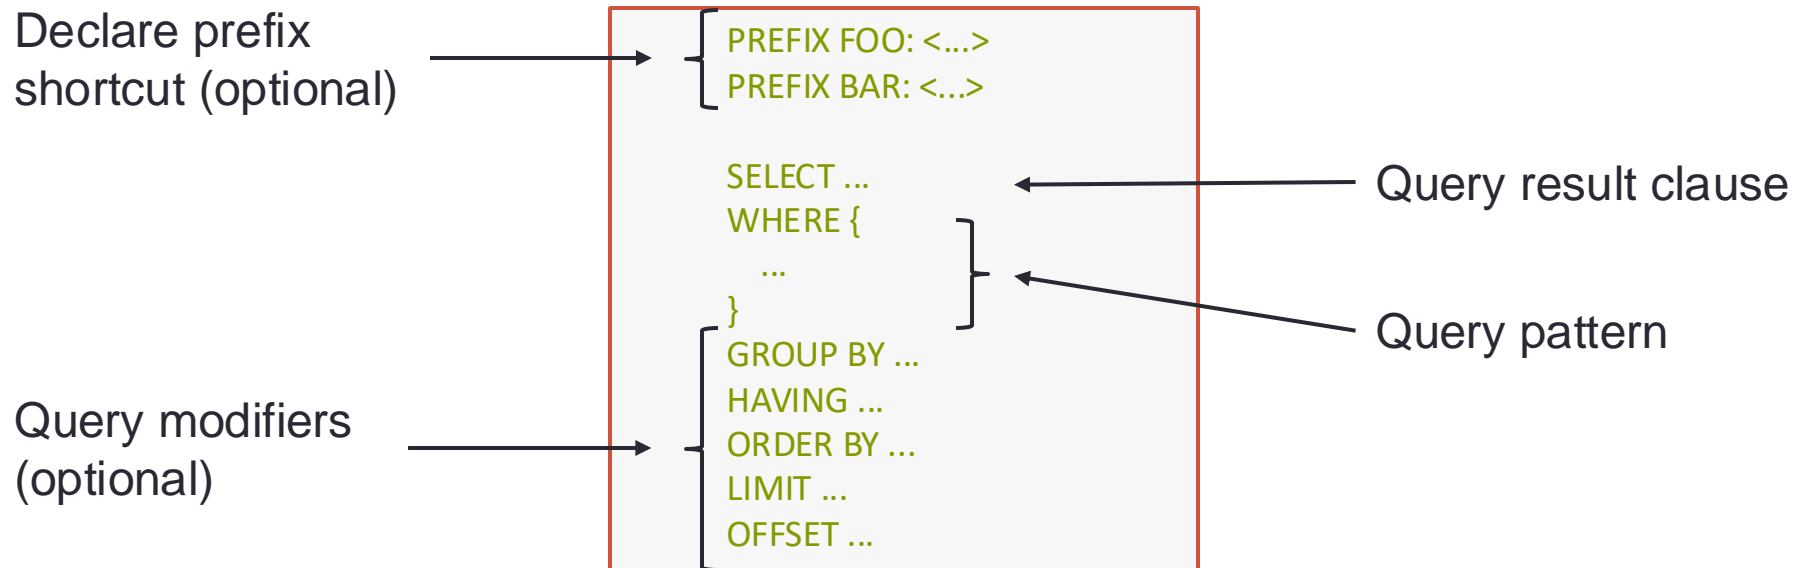 Declare prefix
shortcut (optional)
PREFIX FOO: <...>
PREFIX BAR: <...>
SELECT ...
WHERE {
...
}
GROUP BY ...
HAVING ...
ORDER BY ...
LIMIT ...
OFFSET ...
Query result clause
Query pattern
Query modifiers
(optional)